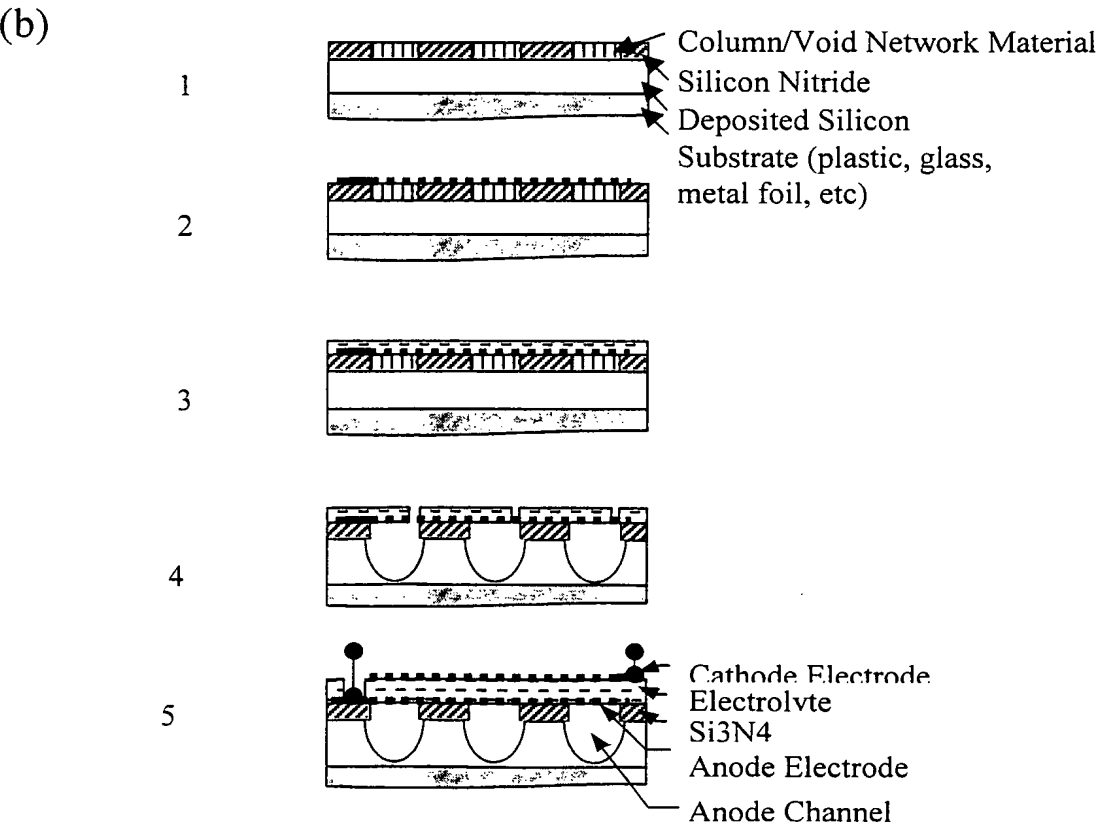 (b)
1
Column/Void Network Material
Silicon Nitride
Deposited Silicon
Substrate (plastic, glass,
metal foil, etc)
2
3
4
5
Cathode Electrode
Electrolyte
Si3N4
Anode Electrode
Anode Channel